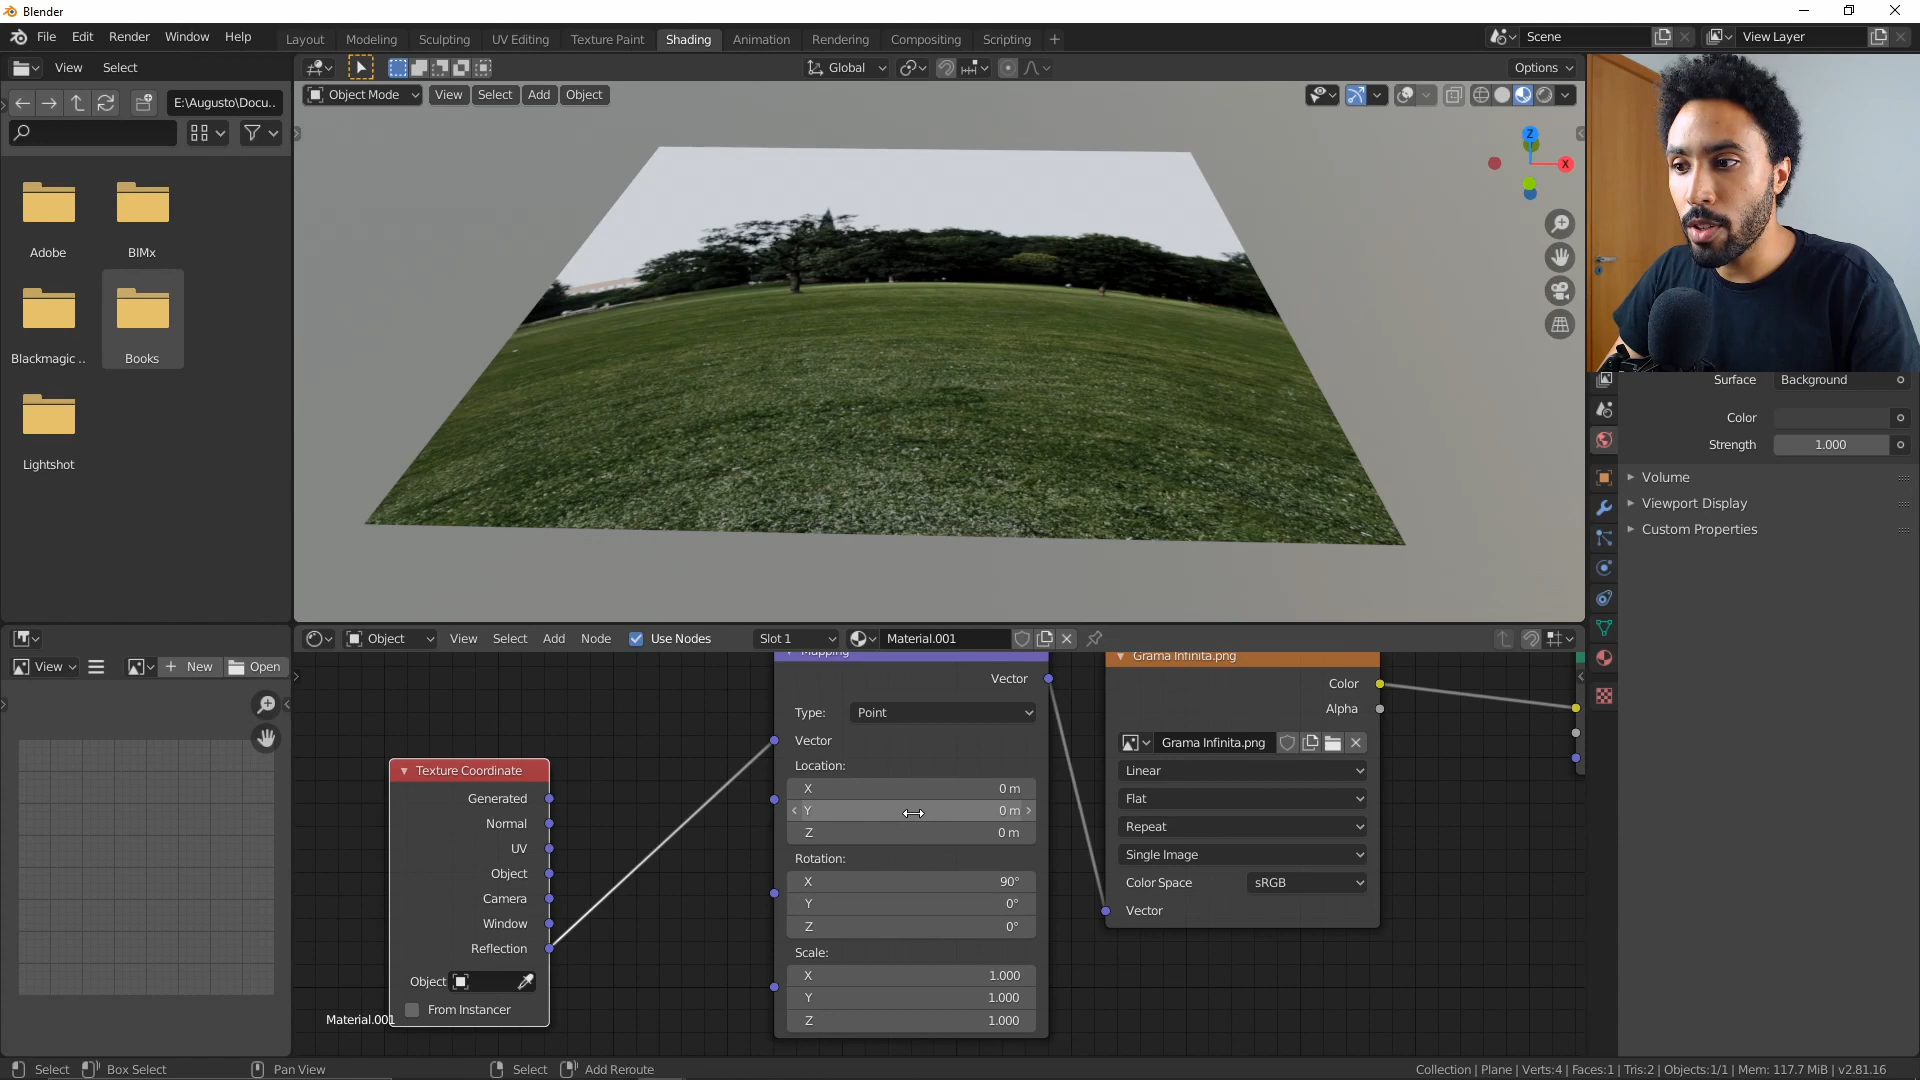 Blender
File Edit Render Window Help Layout Modeling Sculpting UV Editing Texture Paint Shading Animation Rendering Compositing Scripting + Scene View Layer
View Select Global Options
E:\Augusto\Docu.. Object Mode View Select Add Object
Z
X
Adobe BIMx
Blackmagic .. Books
Lightshot
Surface Background
Color
Strength 1.000
Volume
Viewport Display
Custom Properties
Object View Select Add Node Use Nodes Slot 1 Material.001
View New Open
Mapping
Vector
Type: Point
Vector
Location:
X 0 m
Y 0 m
Z 0 m
Rotation:
X 90°
Y 0°
Z 0°
Scale:
X 1.000
Y 1.000
Z 1.000
Grama Infinita.png
Color
Alpha
Grama Infinita.png
Linear
Flat
Repeat
Single Image
Color Space sRGB
Vector
Texture Coordinate
Generated
Normal
UV
Object
Camera
Window
Reflection
Object
From Instancer
Material.001
Select Box Select Pan View Select Add Reroute Collection | Plane | Verts:4 | Faces:1 | Tris:2 | Objects:1/1 | Mem: 117.7 MiB | v2.81.16